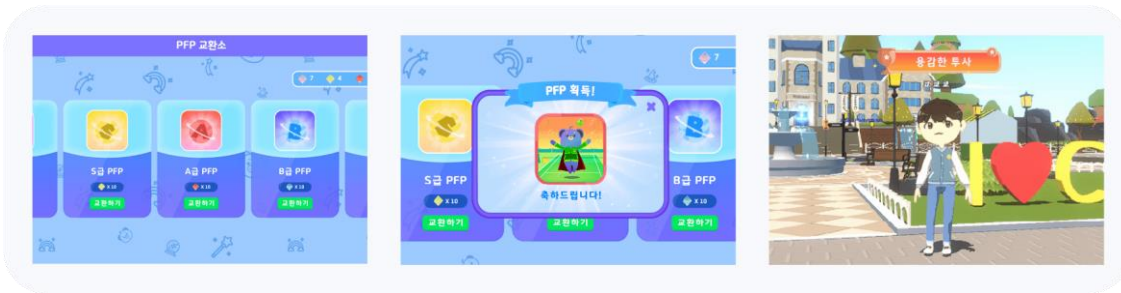 PFP 교환소
7 4
S A B
S급 PFP A급 PFP B급 PFP
X 10 X 10 X 10
교환하기 교환하기 교환하기
7
PFP 획득!
S B
S급 PFP B급 PFP
축하드립니다!
X 10 X 10
교환하기 교환하기 교환하기
용감한 투사
I C